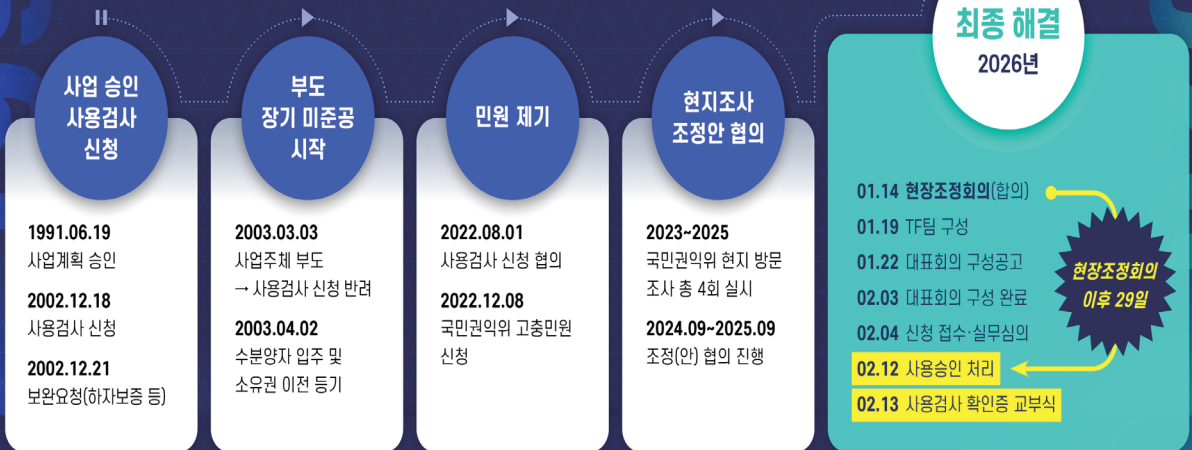 사업 승인
사용검사
신청
1991.06.19
사업계획 승인
2002.12.18
사용검사 신청
2002.12.21
보완요청(하자보증 등)
부도
장기 미준공
시작
2003.03.03
사업주체 부도
→ 사용검사 신청 반려
2003.04.02
수분양자 입주 및
소유권 이전 등기
민원 제기
2022.08.01
사용검사 신청 협의
2022.12.08
국민권익위 고충민원
신청
현지조사
조정안 협의
2023~2025
국민권익위 현지 방문
조사 총 4회 실시
2024.09~2025.09
조정(안) 협의 진행
최종 해결
2026년
01.14 현장조정회의(합의)
01.19 TF팀 구성
01.22 대표회의 구성공고
02.03 대표회의 구성 완료
02.04 신청 접수·실무심의
02.12 사용승인 처리
02.13 사용검사 확인증 교부식
현장조정회의
이후 29일